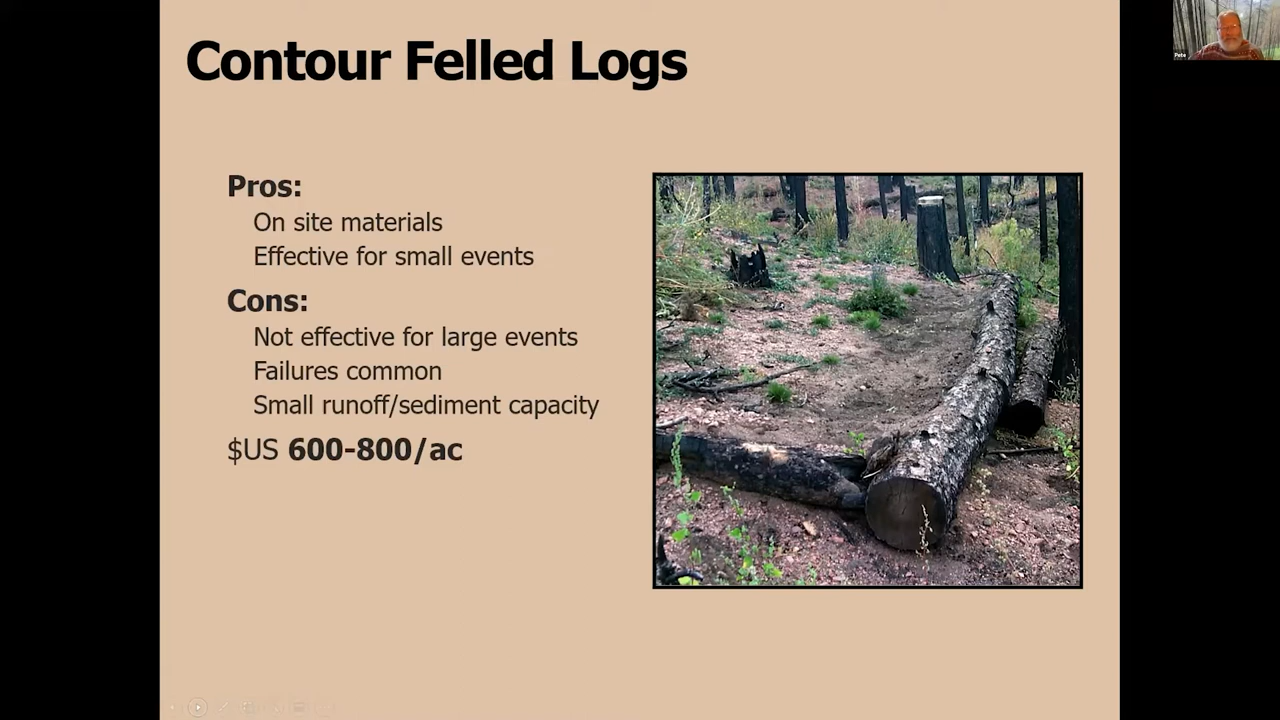 Contour Felled Logs
Pros:
On site materials
Effective for small events
Cons:
Not effective for large events
Failures common
Small runoff/sediment capacity
$US 600-800/ac
Pete